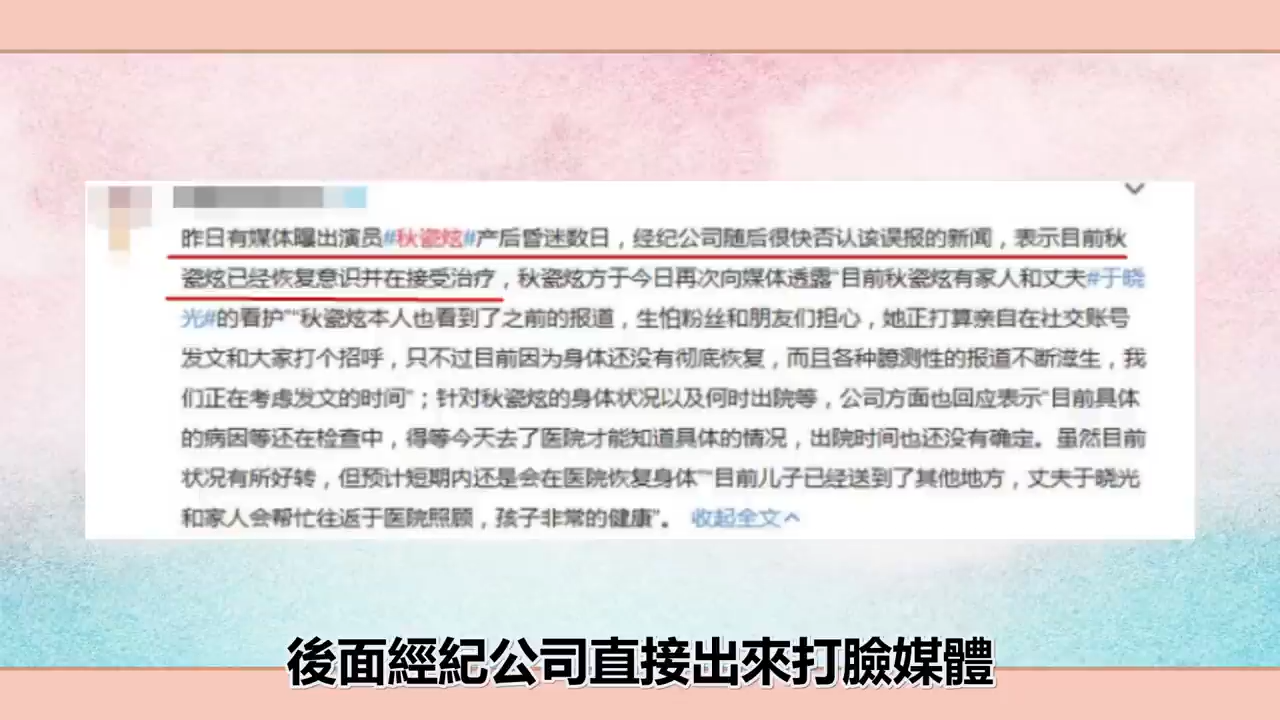 昨日有媒体曝出演员#秋瓷炫#产后昏迷数日，经纪公司随后很快否认该误报的新闻，表示目前秋
瓷炫已经恢复意识并在接受治疗，秋瓷炫方于今日再次向媒体透露“目前秋瓷炫有家人和丈夫#于晓
光#的看护”“秋瓷炫本人也看到了之前的报道，生怕粉丝和朋友们担心，她正打算亲自在社交账号
发文和大家打个招呼，只不过目前因为身体还没有彻底恢复，而且各种臆测性的报道不断滋生，我
们正在考虑发文的时间”；针对秋瓷炫的身体状况以及何时出院等，公司方面也回应表示“目前具体
的病因等还在检查中，得等今天去了医院才能知道具体的情况，出院时间也还没有确定。虽然目前
状况有所好转，但预计短期内还是会在医院恢复身体”“目前儿子已经送到了其他地方，丈夫于晓光
和家人会帮忙往返于医院照顾，孩子非常的健康”。 收起全文
後面經紀公司直接出來打臉媒體